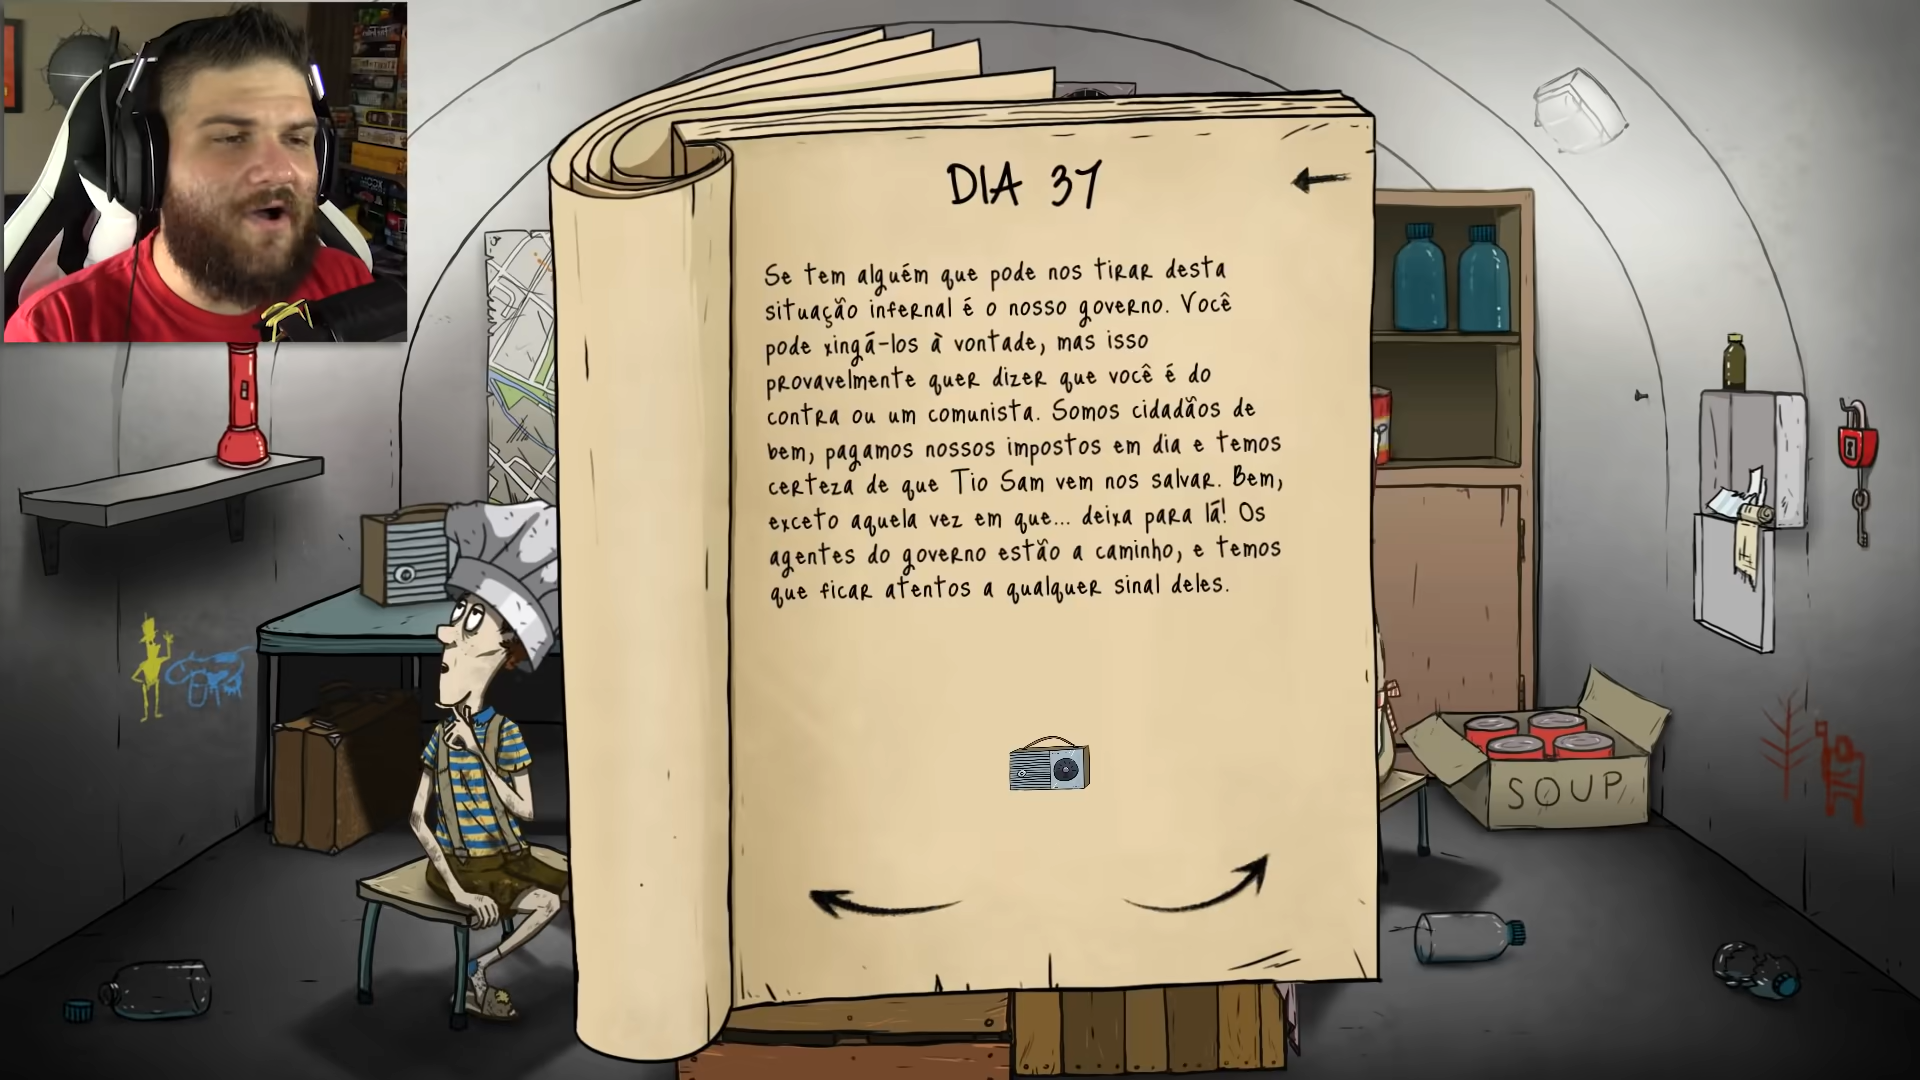 DIA 37
Se tem alguém que pode nos tirar desta
situação infernal é o nosso governo. Você
pode xingá-los à vontade, mas isso
provavelmente quer dizer que você é do
contra ou um comunista. Somos cidadãos de
bem, pagamos nossos impostos em dia e temos
certeza de que Tio Sam vem nos salvar. Bem,
exceto aquela vez em que... deixa para lá! Os
agentes do governo estão a caminho, e temos
que ficar atentos a qualquer sinal deles.
SOUP